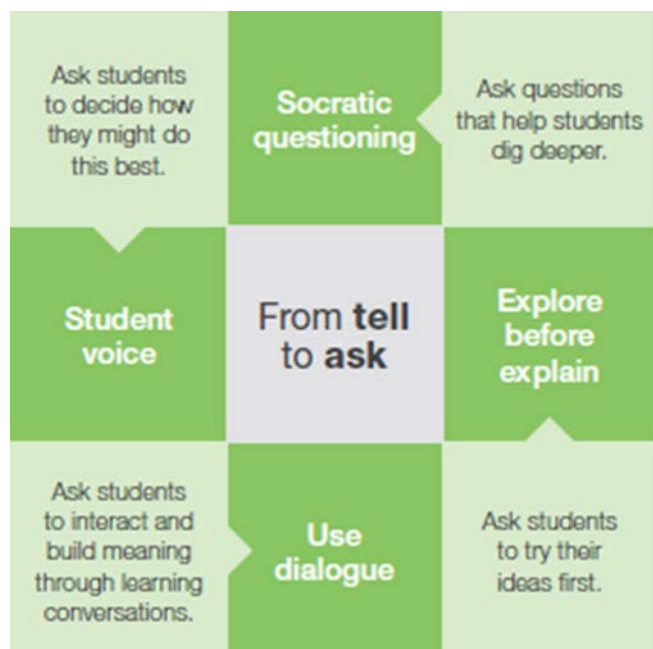 Ask students
to decide how
they might do
this best.
Socratic
questioning
Ask questions
that help students
dig deeper.
Student
voice
From tell
to ask
Explore
before
explain
Ask students
to interact and
build meaning
through learning
conversations.
Use
dialogue
Ask students
to try their
ideas first.